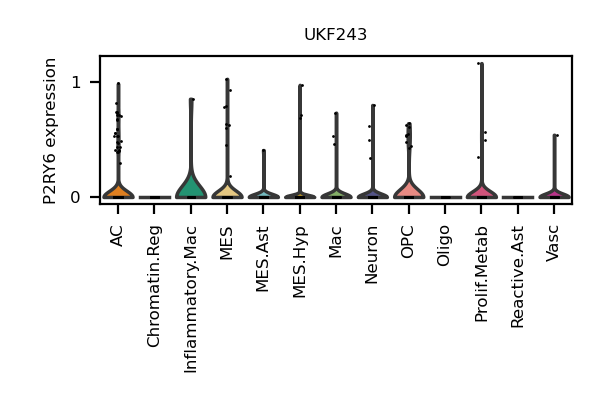 UKF243
P2RY6 expression
1
0
AC
Chromatin.Reg
Inflammatory.Mac
MES
MES.Ast
MES.Hyp
Mac
Neuron
OPC
Oligo
Prolif.Metab
Reactive.Ast
Vasc